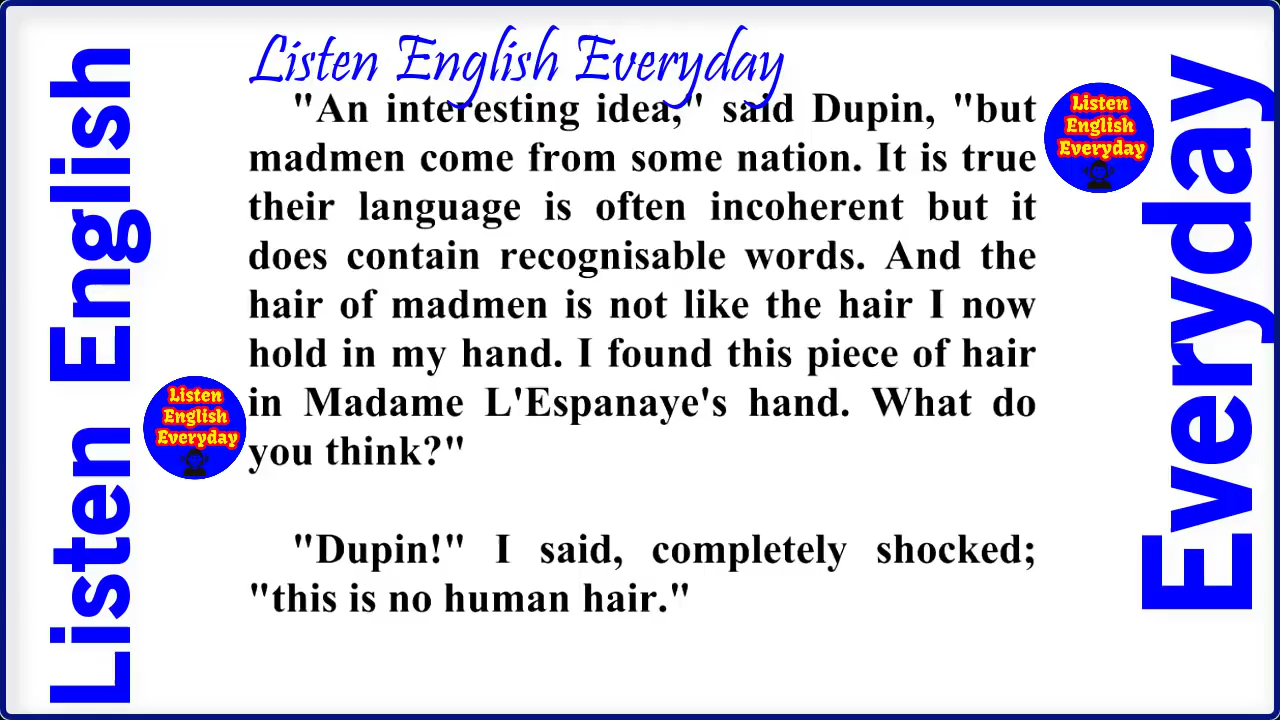 Listen English Everyday
"An interesting idea," said Dupin, "but
madmen come from some nation. It is true
their language is often incoherent but it
does contain recognisable words. And the
hair of madmen is not like the hair I now
hold in my hand. I found this piece of hair
in Madame L'Espanaye's hand. What do
you think?"
"Dupin!" I said, completely shocked;
"this is no human hair."
Listen English
Everyday
Listen
English
Everyday
Listen
English
Everyday